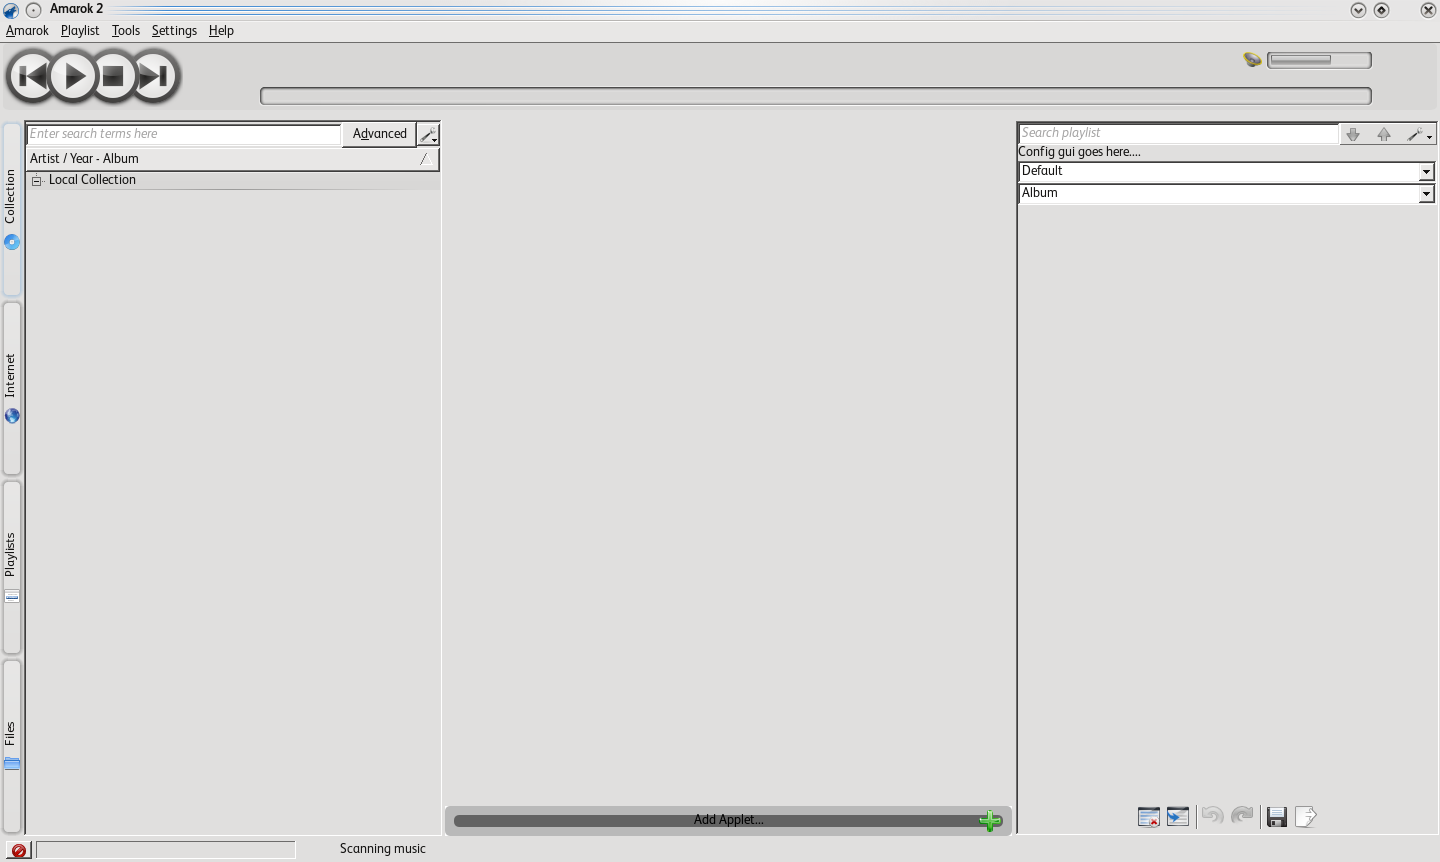 Amarok 2
Amarok Playlist Tools Settings Help
Enter search terms here
Advanced
Artist / Year - Album
Local Collection
Collection
Internet
Playlists
Files
Add Applet...
Search playlist
Config gui goes here....
Default
Album
Scanning music